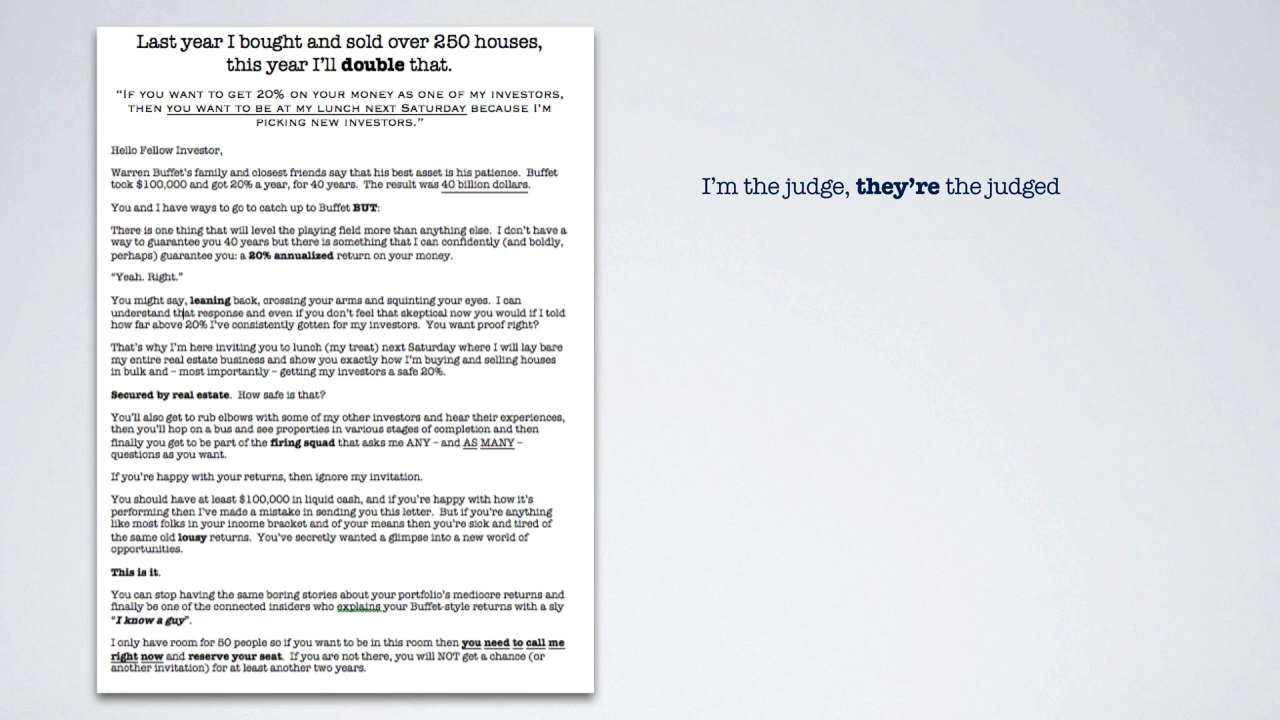 Last year I bought and sold over 250 houses,
this year I'll double that.
“If you want to get 20% on your money as one of my investors,
then you want to be at my lunch next Saturday because I'm
picking new investors.”
Hello Fellow Investor,
Warren Buffet's family and closest friends say that his best asset is his patience.  Buffet
took $100,000 and got 20% a year, for 40 years.  The result was 40 billion dollars.
You and I have ways to go to catch up to Buffet BUT:
There is one thing that will level the playing field more than anything else.  I don't have a
way to guarantee you 40 years but there is something that I can confidently (and boldly,
perhaps) guarantee you: a 20% annualized return on your money.
“Yeah. Right.”
You might say, leaning back, crossing your arms and squinting your eyes.  I can
understand that response and even if you don't feel that skeptical now you would if I told
how far above 20% I've consistently gotten for my investors.  You want proof right?
That's why I'm here inviting you to lunch (my treat) next Saturday where I will lay bare
my entire real estate business and show you exactly how I'm buying and selling houses
in bulk and – most importantly – getting my investors a safe 20%.
Secured by real estate.  How safe is that?
You'll also get to rub elbows with some of my other investors and hear their experiences,
then you'll hop on a bus and see properties in various stages of completion and then
finally you get to be part of the firing squad that asks me ANY – and AS MANY –
questions as you want.
If you're happy with your returns, then ignore my invitation.
You should have at least $100,000 in liquid cash, and if you're happy with how it's
performing then I've made a mistake in sending you this letter.  But if you're anything
like most folks in your income bracket and of your means then you're sick and tired of
the same old lousy returns.  You've secretly wanted a glimpse into a new world of
opportunities.
This is it.
You can stop having the same boring stories about your portfolio's mediocre returns and
finally be one of the connected insiders who explains your Buffet-style returns with a sly
“I know a guy”.
I only have room for 50 people so if you want to be in this room then you need to call me
right now and reserve your seat.  If you are not there, you will NOT get a chance (or
another invitation) for at least another two years.
I'm the judge, they're the judged